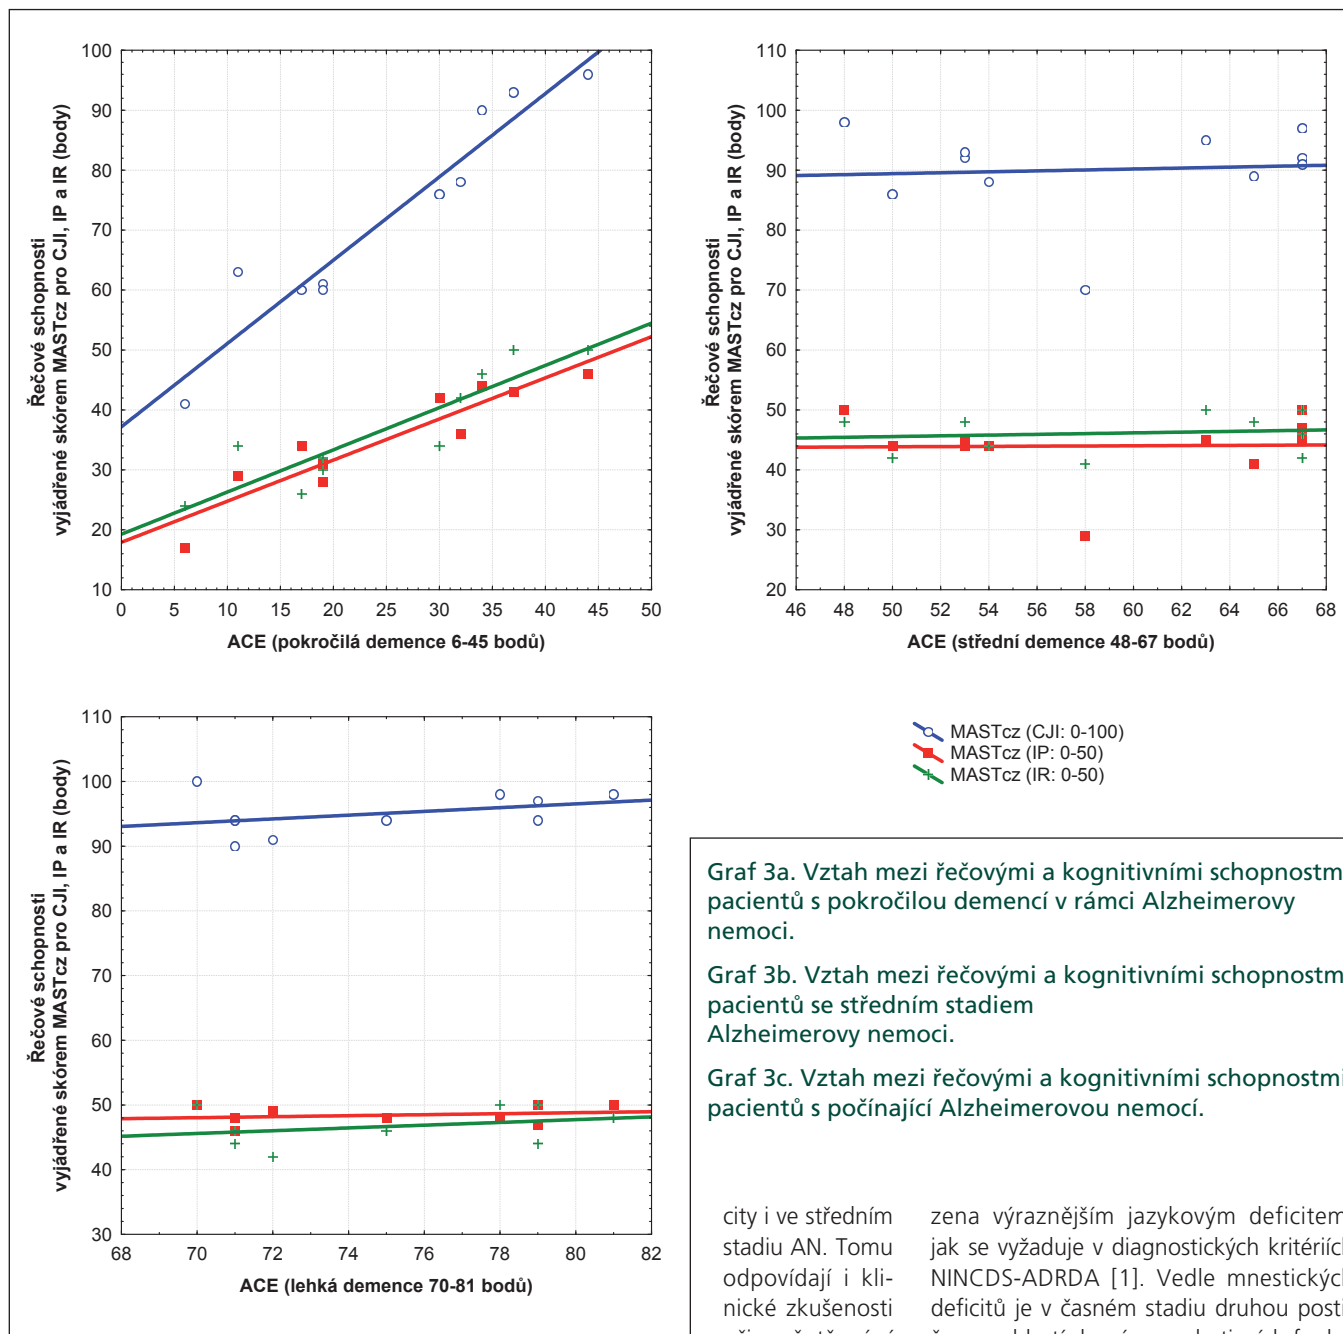 100
90
80
70
60
50
40
30
20
10
0 5 10 15 20 25 30 35 40 45 50
Řečové schopnosti
vyjádřené skórem MASTcz pro CJI, IP a IR (body)
ACE (pokročilá demence 6-45 bodů)
110
100
90
80
70
60
50
40
30
20
46 48 50 52 54 56 58 60 62 64 66 68
Řečové schopnosti
vyjádřené skórem MASTcz pro CJI, IP a IR (body)
ACE (střední demence 48-67 bodů)
110
100
90
80
70
60
50
40
30
68 70 72 74 76 78 80 82
Řečové schopnosti
vyjádřené skórem MASTcz pro CJI, IP a IR (body)
ACE (lehká demence 70-81 bodů)
MASTcz (CJI: 0-100)
MASTcz (IP: 0-50)
MASTcz (IR: 0-50)
Graf 3a. Vztah mezi řečovými a kognitivními schopnostm
pacientů s pokročilou demencí v rámci Alzheimerovy
nemoci.
Graf 3b. Vztah mezi řečovými a kognitivními schopnostm
pacientů se středním stadiem
Alzheimerovy nemoci.
Graf 3c. Vztah mezi řečovými a kognitivními schopnostmi
pacientů s počínající Alzheimerovou nemocí.
city i ve středním
stadiu AN. Tomu
odpovídají i kli-
nické zkušenosti
zena výraznějším jazykovým deficitem
jak se vyžaduje v diagnostických kritériích
NINCDS-ADRDA [1]. Vedle mnestických
deficitů je v časném stadiu druhou posti